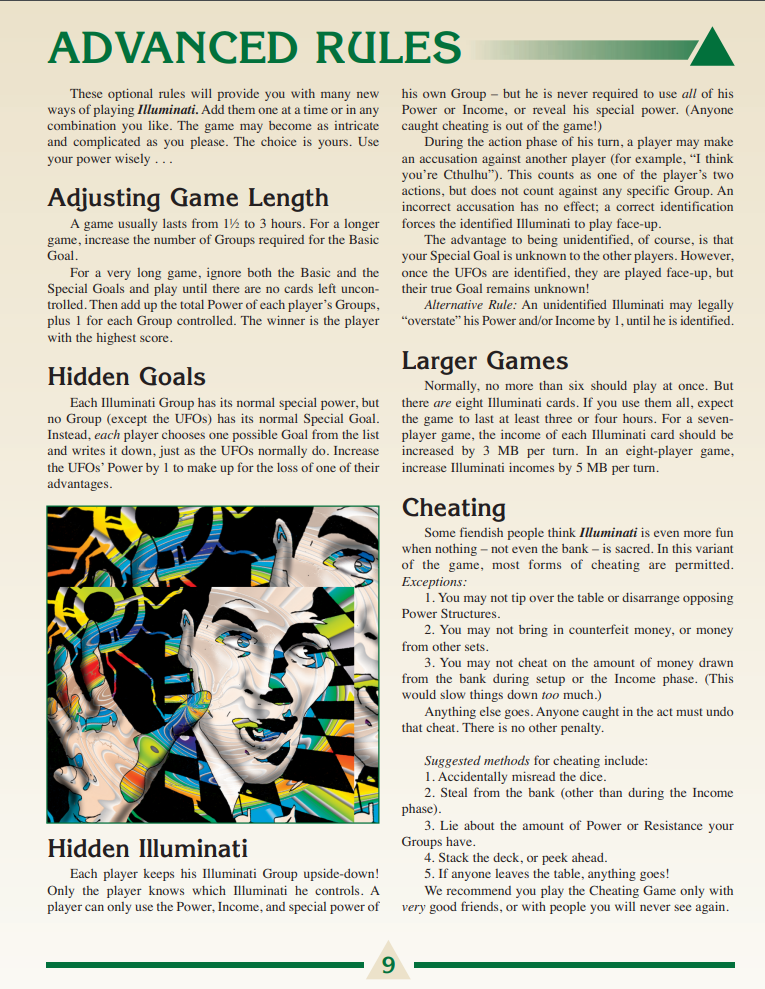 ADVANCED RULES
These optional rules will provide you with many new
ways of playing Illuminati. Add them one at a time or in any
combination you like. The game may become as intricate
and complicated as you please. The choice is yours. Use
your power wisely . . .
Adjusting Game Length
A game usually lasts from 1½ to 3 hours. For a longer
game, increase the number of Groups required for the Basic
Goal.
For a very long game, ignore both the Basic and the
Special Goals and play until there are no cards left uncon-
trolled. Then add up the total Power of each player's Groups,
plus 1 for each Group controlled. The winner is the player
with the highest score.
Hidden Goals
Each Illuminati Group has its normal special power, but
no Group (except the UFOs) has its normal Special Goal.
Instead, each player chooses one possible Goal from the list
and writes it down, just as the UFOs normally do. Increase
the UFOs' Power by 1 to make up for the loss of one of their
advantages.
Hidden Illuminati
Each player keeps his Illuminati Group upside-down!
Only the player knows which Illuminati he controls. A
player can only use the Power, Income, and special power of
his own Group – but he is never required to use all of his
Power or Income, or reveal his special power. (Anyone
caught cheating is out of the game!)
During the action phase of his turn, a player may make
an accusation against another player (for example, “I think
you're Cthulhu”). This counts as one of the player's two
actions, but does not count against any specific Group. An
incorrect accusation has no effect; a correct identification
forces the identified Illuminati to play face-up.
The advantage to being unidentified, of course, is that
your Special Goal is unknown to the other players. However,
once the UFOs are identified, they are played face-up, but
their true Goal remains unknown!
Alternative Rule: An unidentified Illuminati may legally
“overstate” his Power and/or Income by 1, until he is identified.
Larger Games
Normally, no more than six should play at once. But
there are eight Illuminati cards. If you use them all, expect
the game to last at least three or four hours. For a seven-
player game, the income of each Illuminati card should be
increased by 3 MB per turn. In an eight-player game,
increase Illuminati incomes by 5 MB per turn.
Cheating
Some fiendish people think Illuminati is even more fun
when nothing – not even the bank – is sacred. In this variant
of the game, most forms of cheating are permitted.
Exceptions:
1. You may not tip over the table or disarrange opposing
Power Structures.
2. You may not bring in counterfeit money, or money
from other sets.
3. You may not cheat on the amount of money drawn
from the bank during setup or the Income phase. (This
would slow things down too much.)
Anything else goes. Anyone caught in the act must undo
that cheat. There is no other penalty.
Suggested methods for cheating include:
1. Accidentally misread the dice.
2. Steal from the bank (other than during the Income
phase).
3. Lie about the amount of Power or Resistance your
Groups have.
4. Stack the deck, or peek ahead.
5. If anyone leaves the table, anything goes!
We recommend you play the Cheating Game only with
very good friends, or with people you will never see again.
9